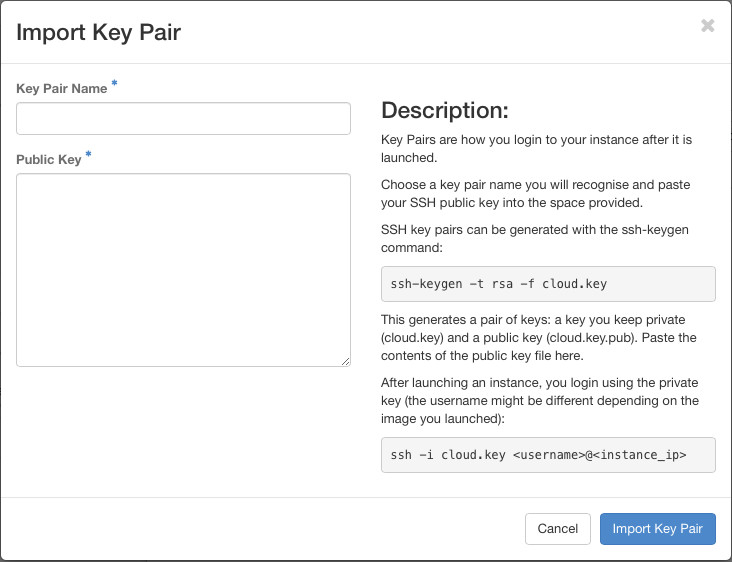 Import Key Pair
×
Key Pair Name *
Public Key *
Description:
Key Pairs are how you login to your instance after it is
launched.
Choose a key pair name you will recognise and paste
your SSH public key into the space provided.
SSH key pairs can be generated with the ssh-keygen
command:
ssh-keygen -t rsa -f cloud.key
This generates a pair of keys: a key you keep private
(cloud.key) and a public key (cloud.key.pub). Paste the
contents of the public key file here.
After launching an instance, you login using the private
key (the username might be different depending on the
image you launched):
ssh -i cloud.key <username>@<instance_ip>
Cancel
Import Key Pair